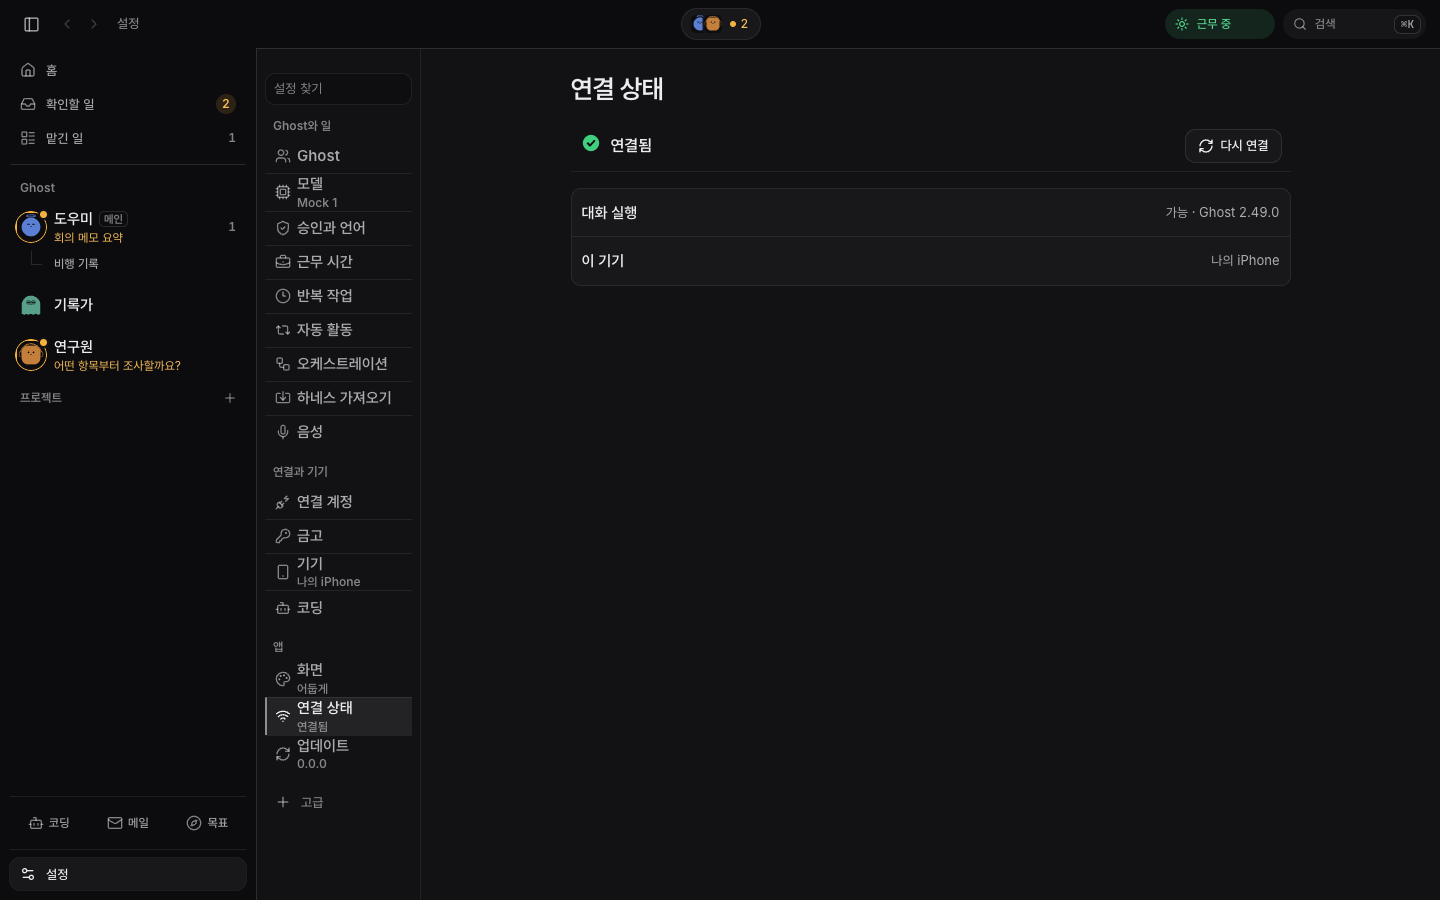 설정
2
근무 중
검색
⌘K
홈
확인할 일
2
맡긴 일
1
Ghost
도우미
메인
회의 메모 요약
1
비행 기록
기록가
연구원
어떤 항목부터 조사할까요?
프로젝트
코딩
메일
목표
설정
설정 찾기
Ghost와 일
Ghost
모델
Mock 1
승인과 언어
근무 시간
반복 작업
자동 활동
오케스트레이션
하네스 가져오기
음성
연결과 기기
연결 계정
금고
기기
나의 iPhone
코딩
앱
화면
어둡게
연결 상태
연결됨
업데이트
0.0.0
고급
연결 상태
연결됨
다시 연결
대화 실행
가능 · Ghost 2.49.0
이 기기
나의 iPhone